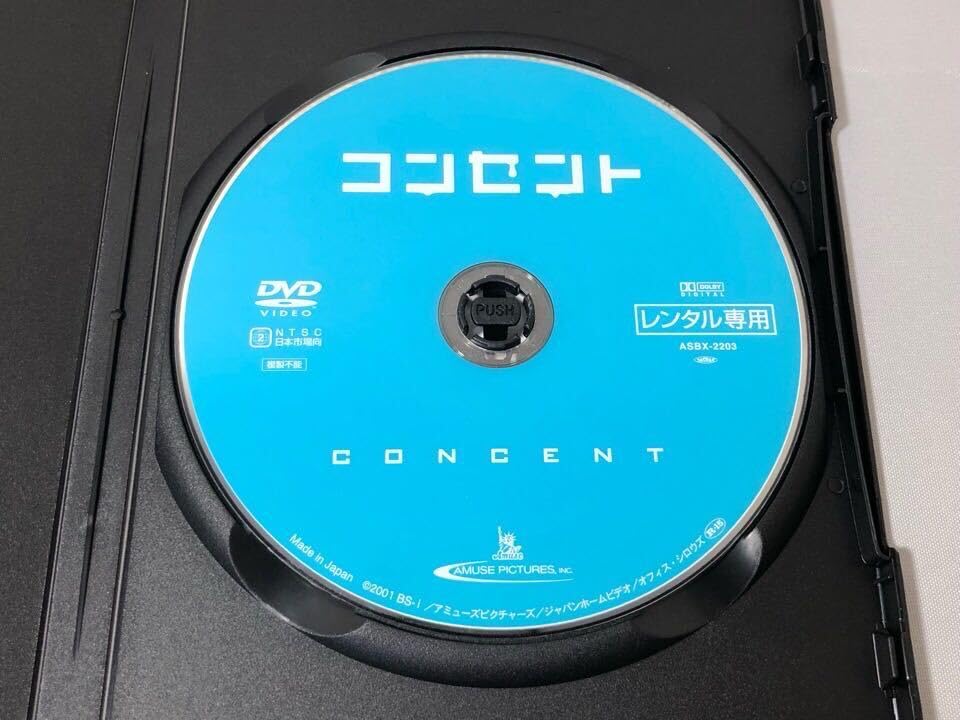 コンセント
DVD
VIDEO
2
NTSC
日本市場向
複製不能
PUSH
DOLBY
DIGITAL
レンタル専用
ASBX-2203
CONCENT
Amuse
AMUSE PICTURES, INC.
Made in Japan ©2001 BS-i/アミューズピクチャーズ/ジャパンホームビデオ/オフィス・シロウズ R-15